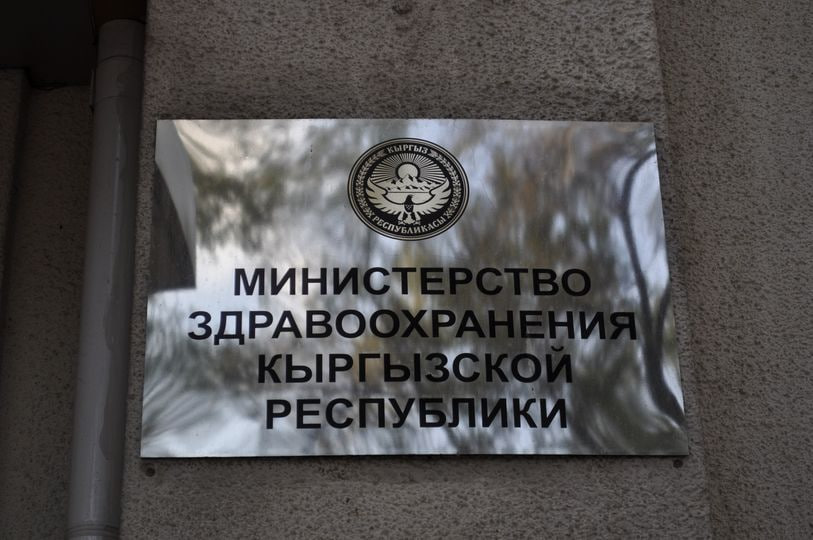 КЫРГЫЗ
РЕСПУБЛИКАСЫ
МИНИСТЕРСТВО
ЗДРАВООХРАНЕНИЯ
КЫРГЫЗСКОЙ
РЕСПУБЛИКИ